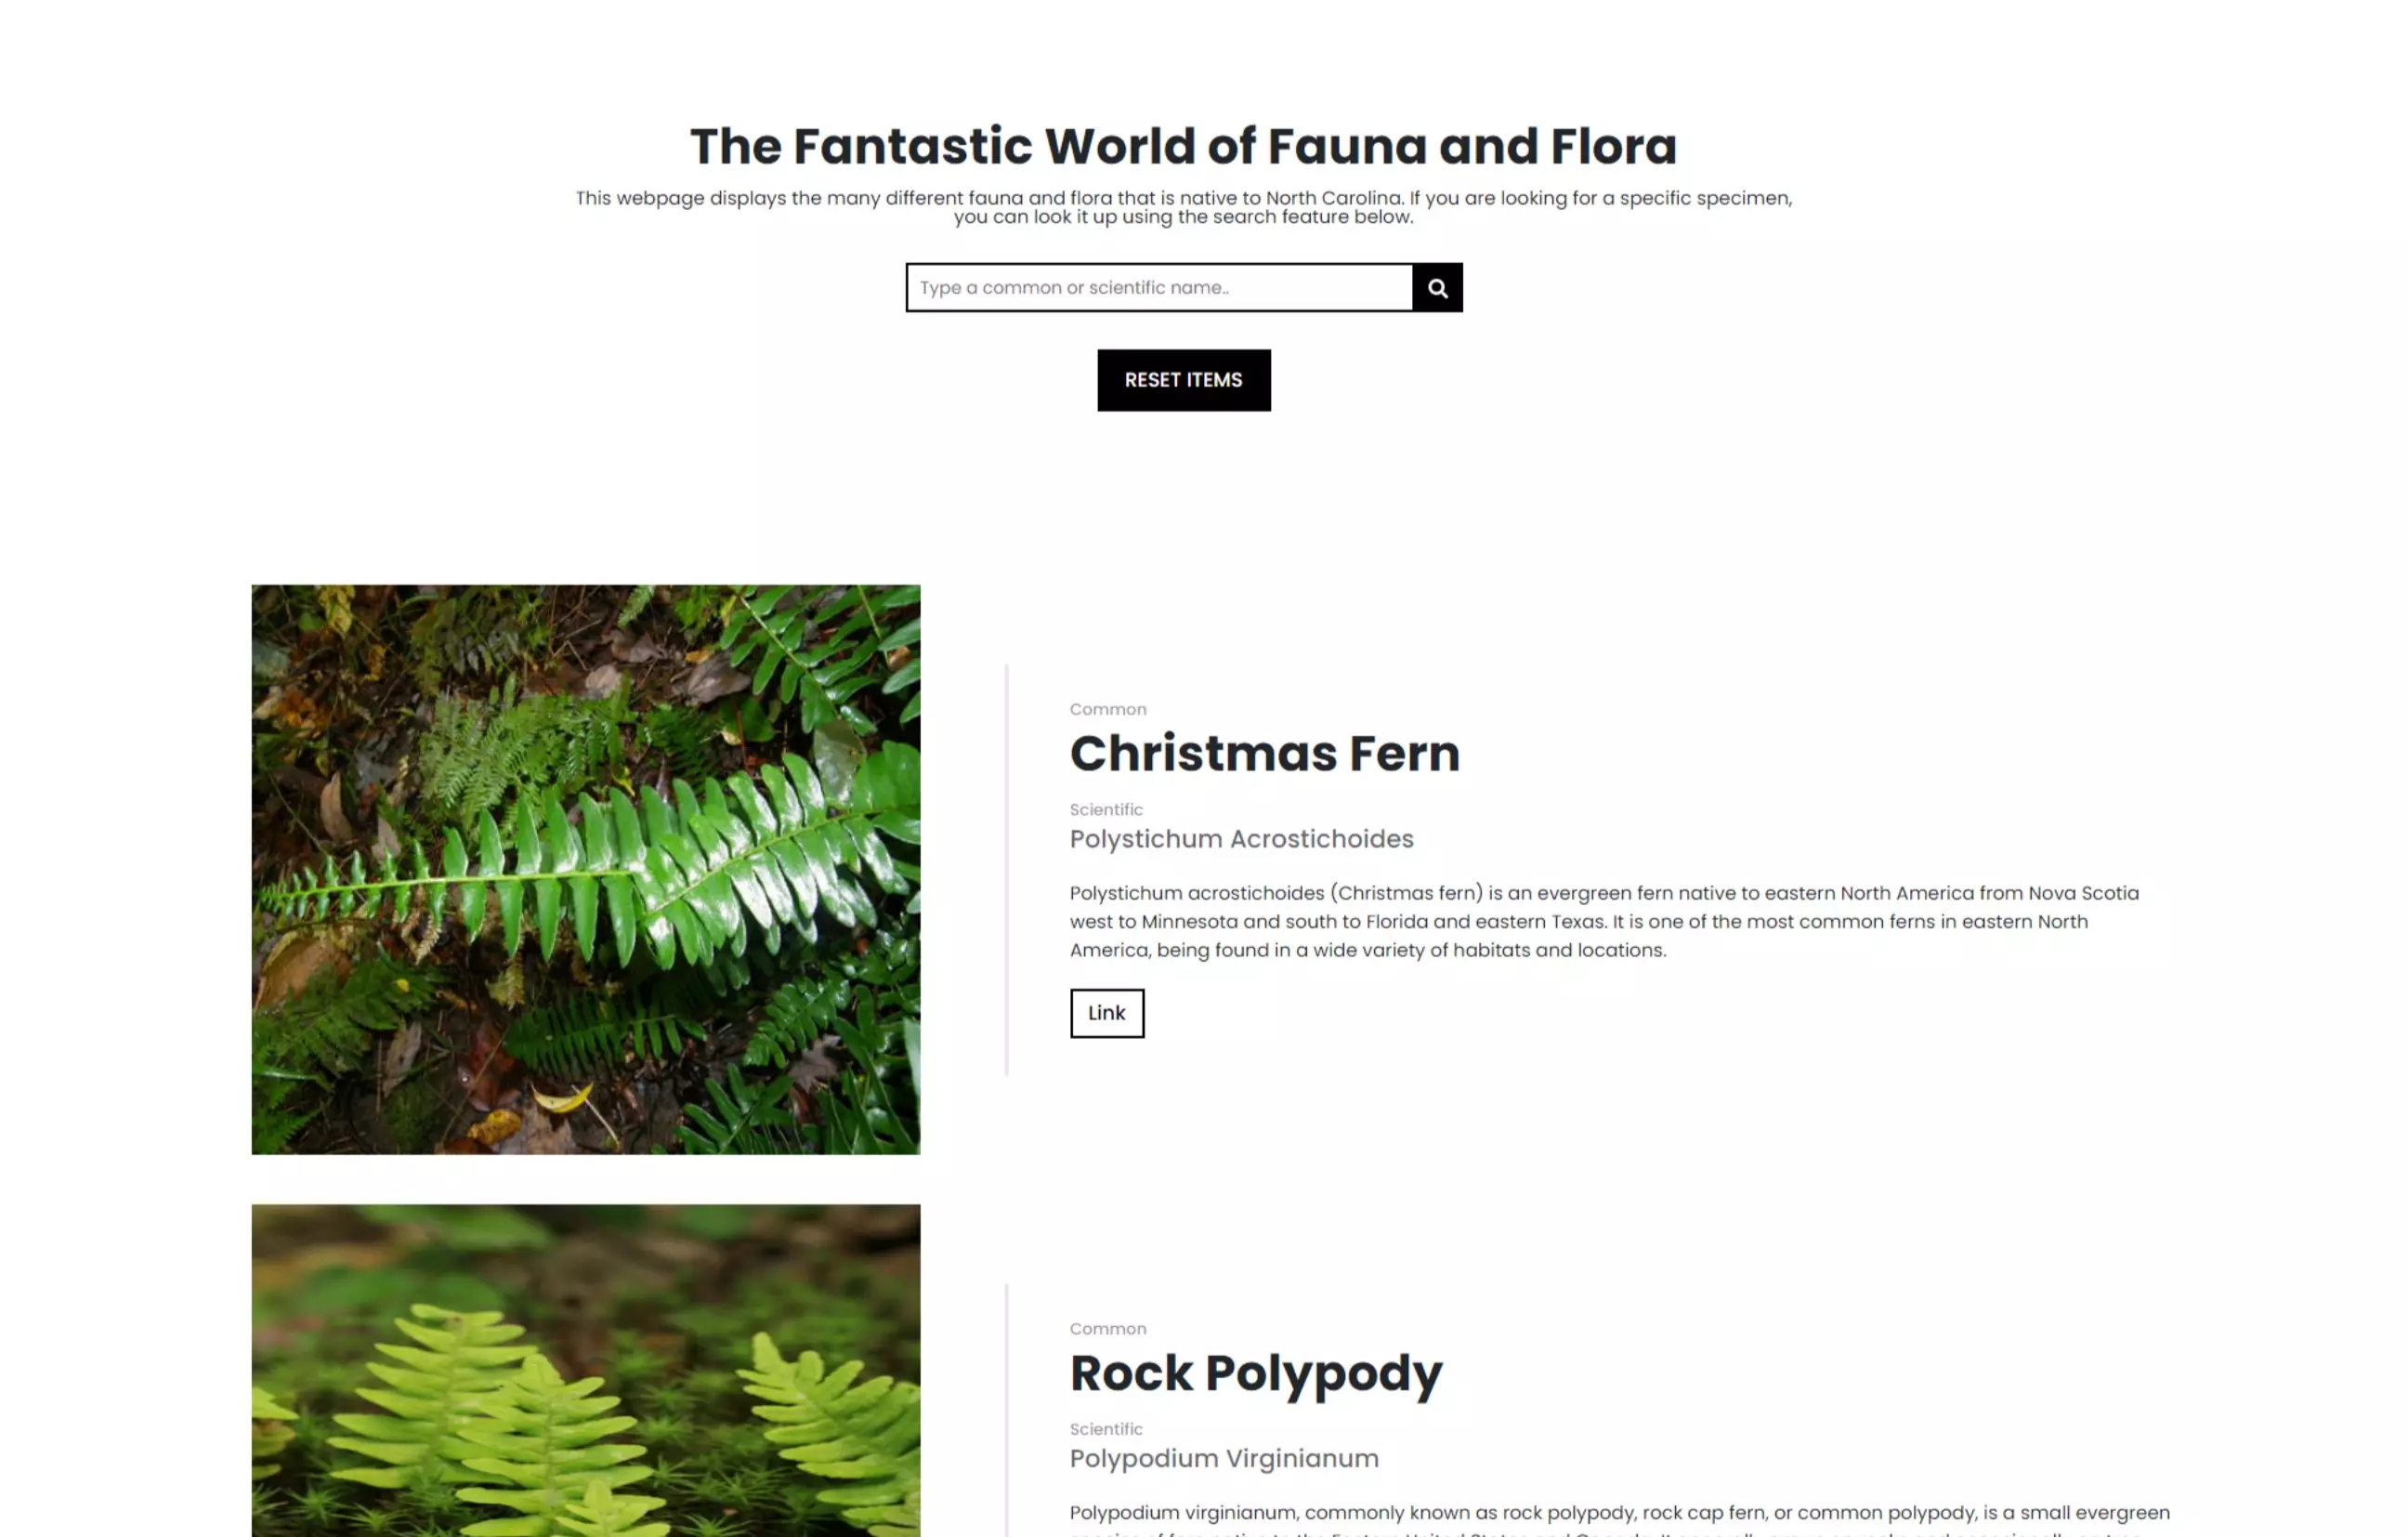 The Fantastic World of Fauna and Flora
This webpage displays the many different fauna and flora that is native to North Carolina. If you are looking for a specific specimen,
you can look it up using the search feature below.
Type a common or scientific name..
RESET ITEMS
Common
Christmas Fern
Scientific
Polystichum Acrostichoides
Polystichum acrostichoides (Christmas fern) is an evergreen fern native to eastern North America from Nova Scotia
west to Minnesota and south to Florida and eastern Texas. It is one of the most common ferns in eastern North
America, being found in a wide variety of habitats and locations.
Link
Common
Rock Polypody
Scientific
Polypodium Virginianum
Polypodium virginianum, commonly known as rock polypody, rock cap fern, or common polypody, is a small evergreen